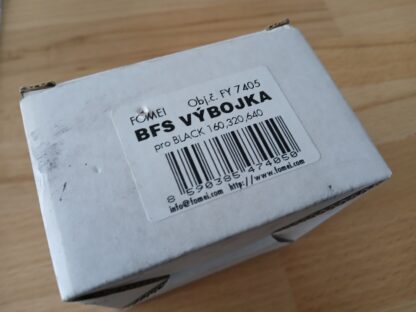 FOMEI Obj.č. FY 7405
BFS VÝBOJKA
pro BLACK 160,320,640
8 590385 474050
info@fomei.com http://www.fomei.com